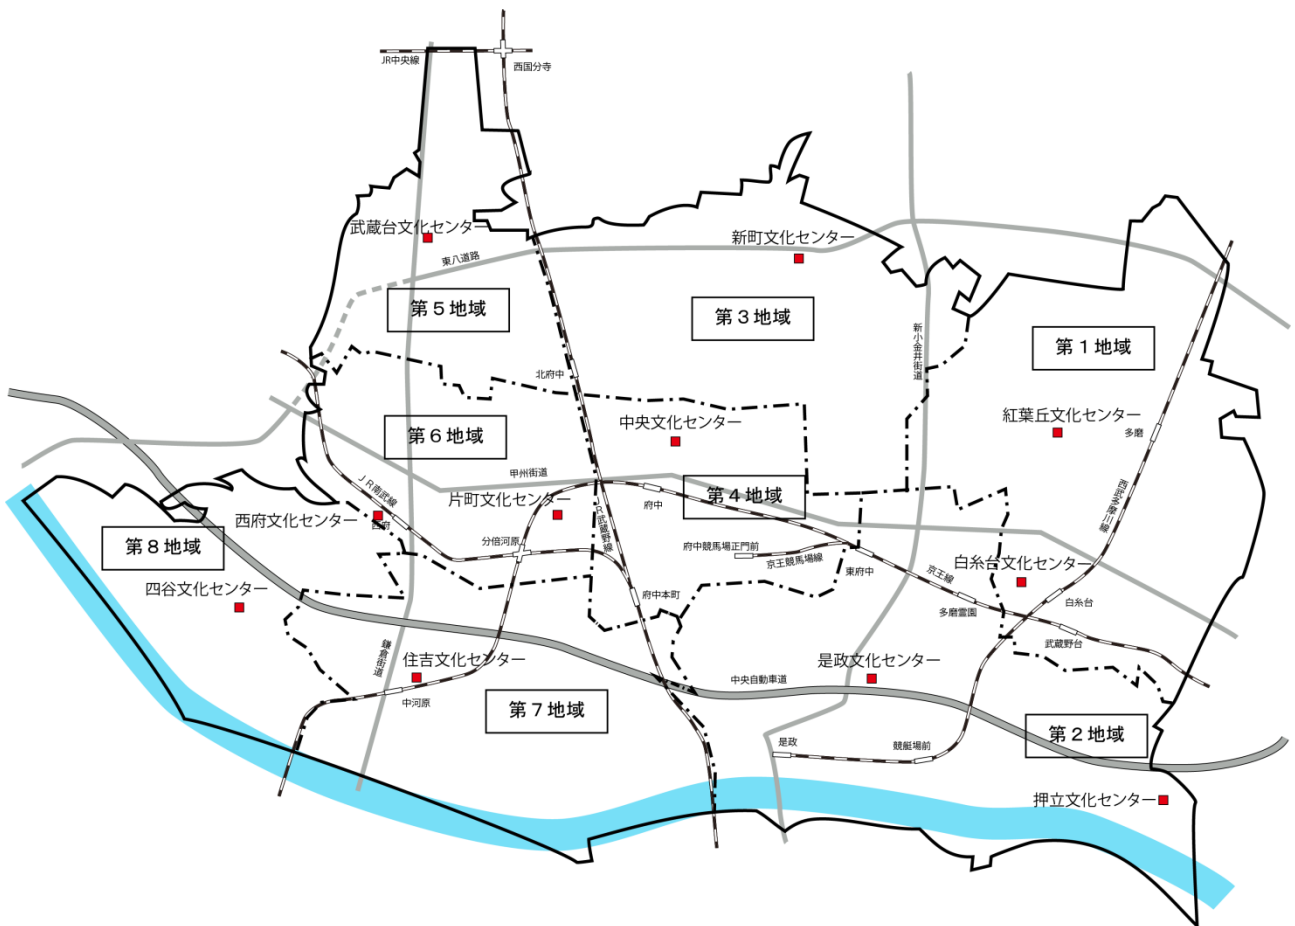 JR中央線
西国分寺
武蔵台文化センター
新町文化センター
東八道路
第５地域
第３地域
新小金井街道
第１地域
北府中
第６地域
中央文化センター
紅葉丘文化センター
多磨
甲州街道
第４地域
ＪＲ南武線
片町文化センター
府中
ＪＲ武蔵野線
西武多摩川線
西府文化センター
西府
第８地域
分倍河原
府中競馬場正門前
京王競馬場線
東府中
京王線
白糸台文化センター
四谷文化センター
府中本町
多磨霊園
白糸台
武蔵野台
鎌倉街道
住吉文化センター
是政文化センター
中央自動車道
中河原
第７地域
第２地域
是政
競艇場前
押立文化センター